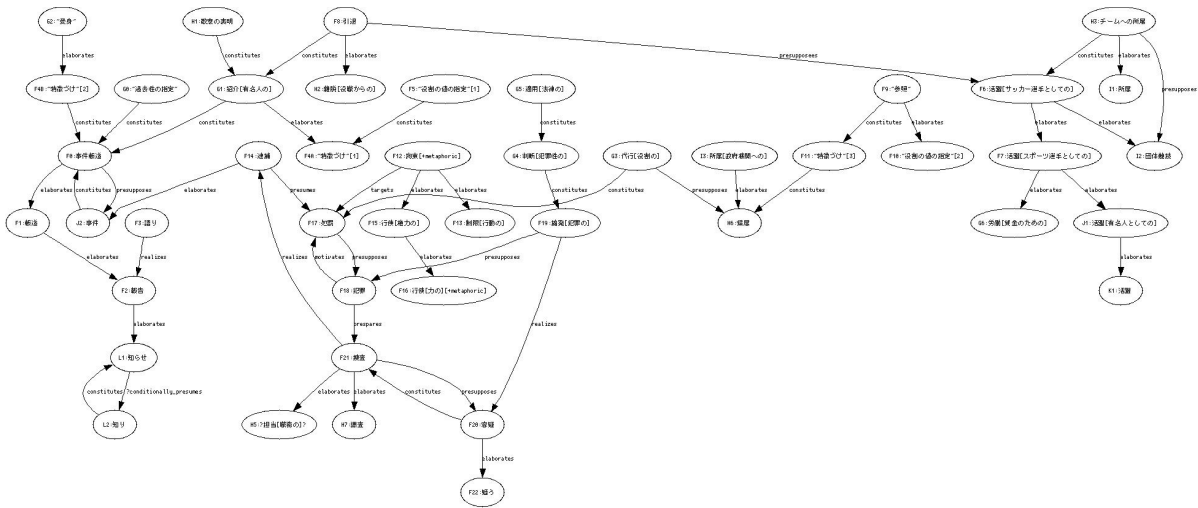 G2:"受身"
H1:敬意の表明
F3:引退
H3:チームへの所属
elaborates
constitutes
constitutes
elaborates
presupposes
constitutes
elaborates
presupposes
F4B:"特徴づけ"[2]
G0:"過去性の指定"
G1:紹介[有名人の]
H2:離脱[役職からの]
F5:"役割の値の指定"[1]
G5:適用[法律の]
F9:"参照"
F6:活躍[サッカー選手としての]
I1:所属
constitutes
constitutes
constitutes
elaborates
constitutes
constitutes
constitutes
elaborates
elaborates
elaborates
F0:事件報道
F14:逮捕
F4A:"特徴づけ"[1]
F12:拘束[+metaphoric]
G4:判断[犯罪性の]
G3:代行[役割の]
I3:所属[政府機関への]
F11:"特徴づけ"[3]
F10:"役割の値の指定"[2]
F7:活躍[スポーツ選手としての]
I2:団体競技
elaborates
constitutes
presupposes
elaborates
presumes
targets
elaborates
elaborates
constitutes
constitutes
presupposes
elaborates
constitutes
elaborates
elaborates
F1:報道
J2:事件
F3:語り
F17:
F15:行使[権力の]
F13:制限[行動の]
F19:摘発[犯罪の]
H6:
G6:労働[賃金のための]
J1:活躍[有名人としての]
elaborates
realizes
realizes
motivates
presupposes
elaborates
presupposes
elaborates
F2:報告
F18:犯罪
F16:行使[力の][+metaphoric]
K1:活躍
elaborates
prepares
realizes
L1:知らせ
F21:捜査
constitutes
?conditionally_presumes
elaborates
elaborates
constitutes
presupposes
L2:知り
H5:?担当[職務の]?
H7:調査
F20:容疑
elaborates
F22:疑う